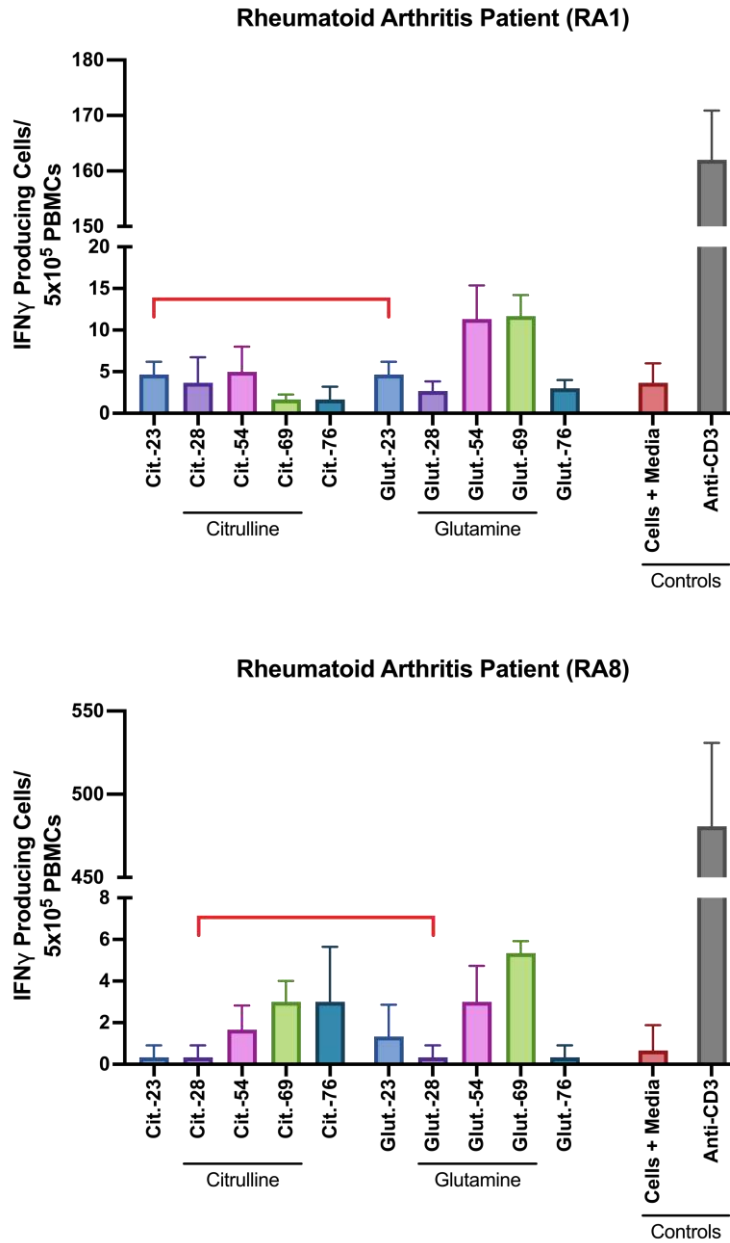 Rheumatoid Arthritis Patient (RA1)
IFNγ Producing Cells/
5x10⁵ PBMCs
180
170
160
150
20
15
10
5
0
Cit.-23
Cit.-28
Cit.-54
Cit.-69
Cit.-76
Glut.-23
Glut.-28
Glut.-54
Glut.-69
Glut.-76
Cells + Media
Anti-CD3
Citrulline
Glutamine
Controls
Rheumatoid Arthritis Patient (RA8)
IFNγ Producing Cells/
5x10⁵ PBMCs
550
500
450
8
6
4
2
0
Cit.-23
Cit.-28
Cit.-54
Cit.-69
Cit.-76
Glut.-23
Glut.-28
Glut.-54
Glut.-69
Glut.-76
Cells + Media
Anti-CD3
Citrulline
Glutamine
Controls